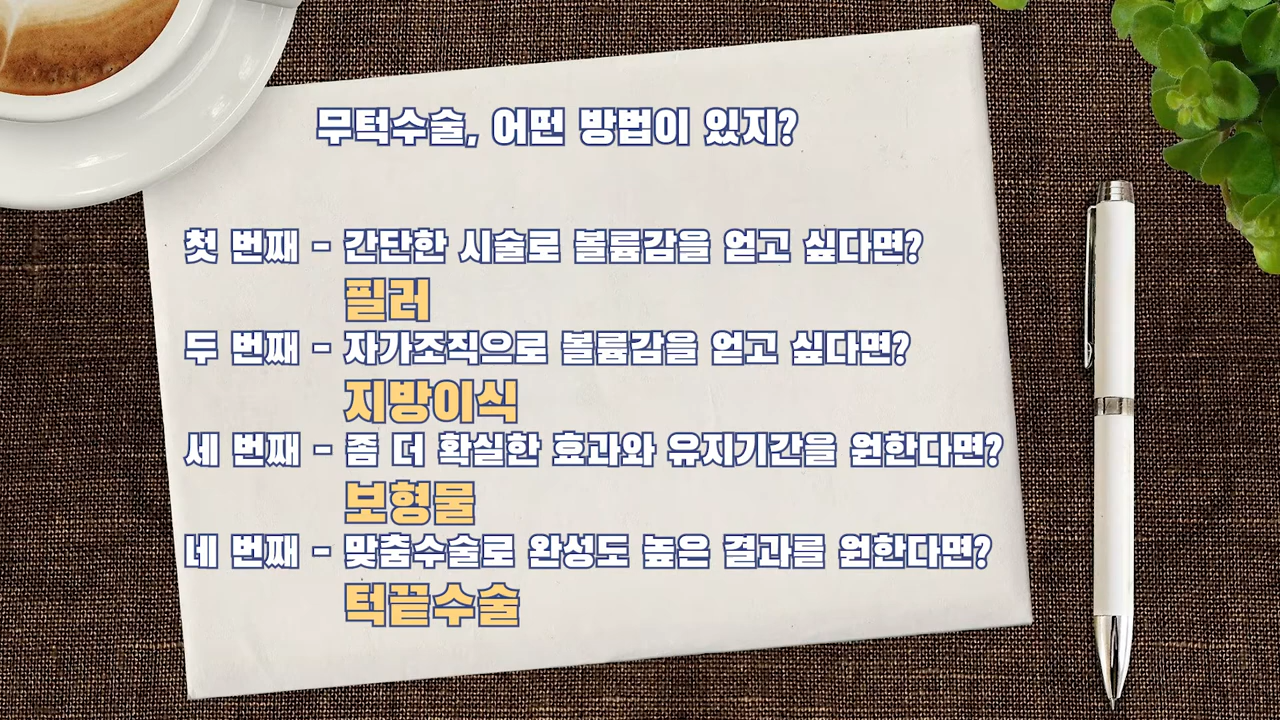 무턱수술, 어떤 방법이 있지?
첫 번째 - 간단한 시술로 볼륨감을 얻고 싶다면?
필러
두 번째 - 자가조직으로 볼륨감을 얻고 싶다면?
지방이식
세 번째 - 좀 더 확실한 효과와 유지기간을 원한다면?
보형물
네 번째 - 맞춤수술로 완성도 높은 결과를 원한다면?
턱끝수술